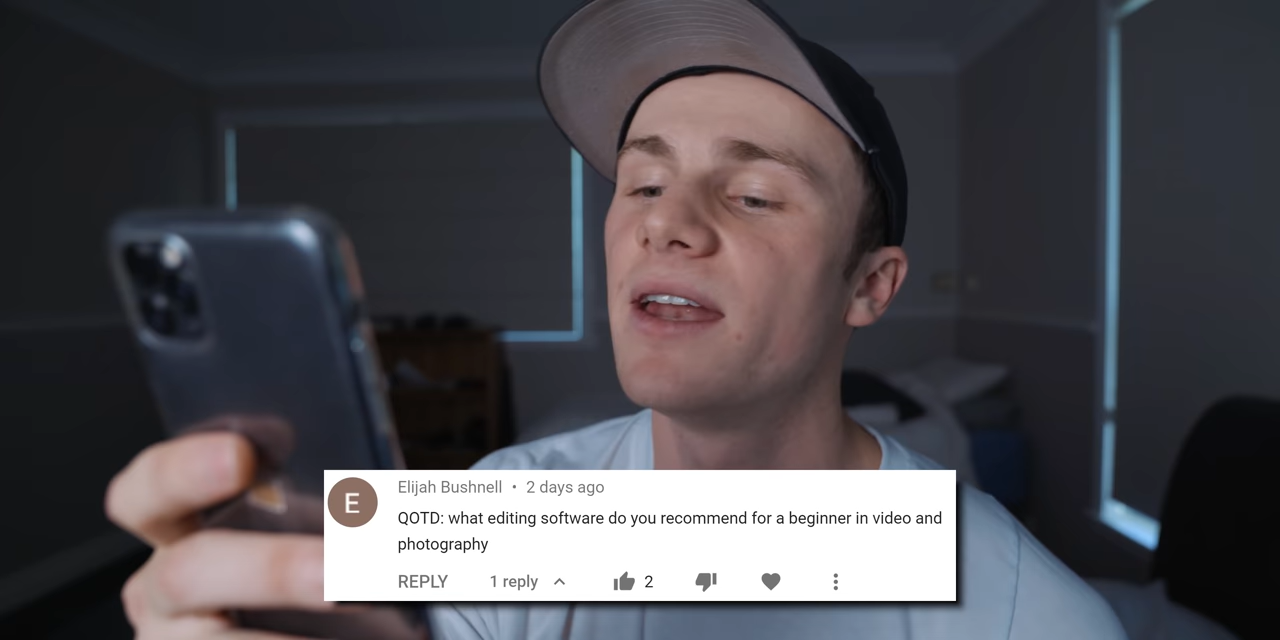 E
Elijah Bushnell • 2 days ago
QOTD: what editing software do you recommend for a beginner in video and
photography
REPLY 1 reply 2